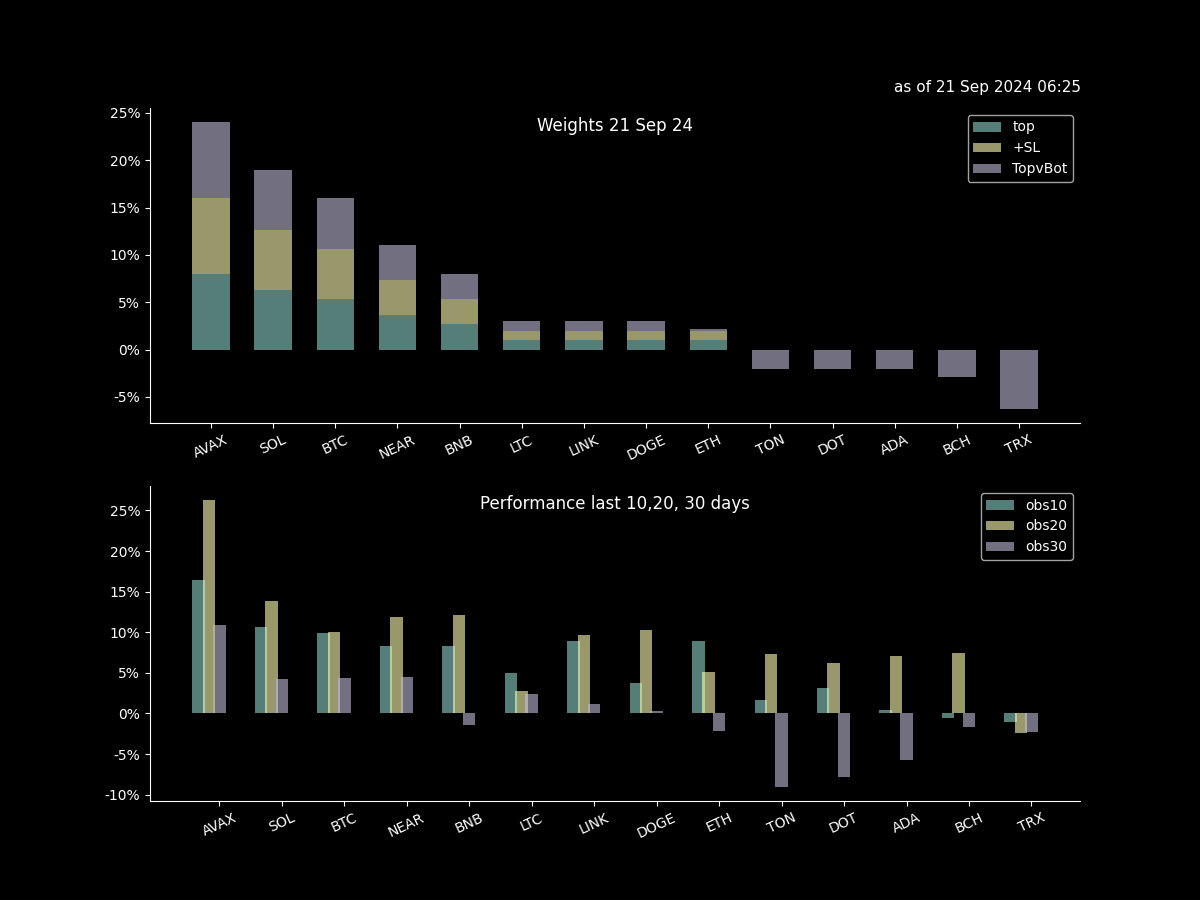 as of 21 Sep 2024 06:25
Weights 21 Sep 24
top
+SL
TopvBot
25%
20%
15%
10%
5%
0%
-5%
AVAX SOL BTC NEAR BNB LTC LINK DOGE ETH TON DOT ADA BCH TRX
Performance last 10,20, 30 days
obs10
obs20
obs30
25%
20%
15%
10%
5%
0%
-5%
-10%
AVAX SOL BTC NEAR BNB LTC LINK DOGE ETH TON DOT ADA BCH TRX